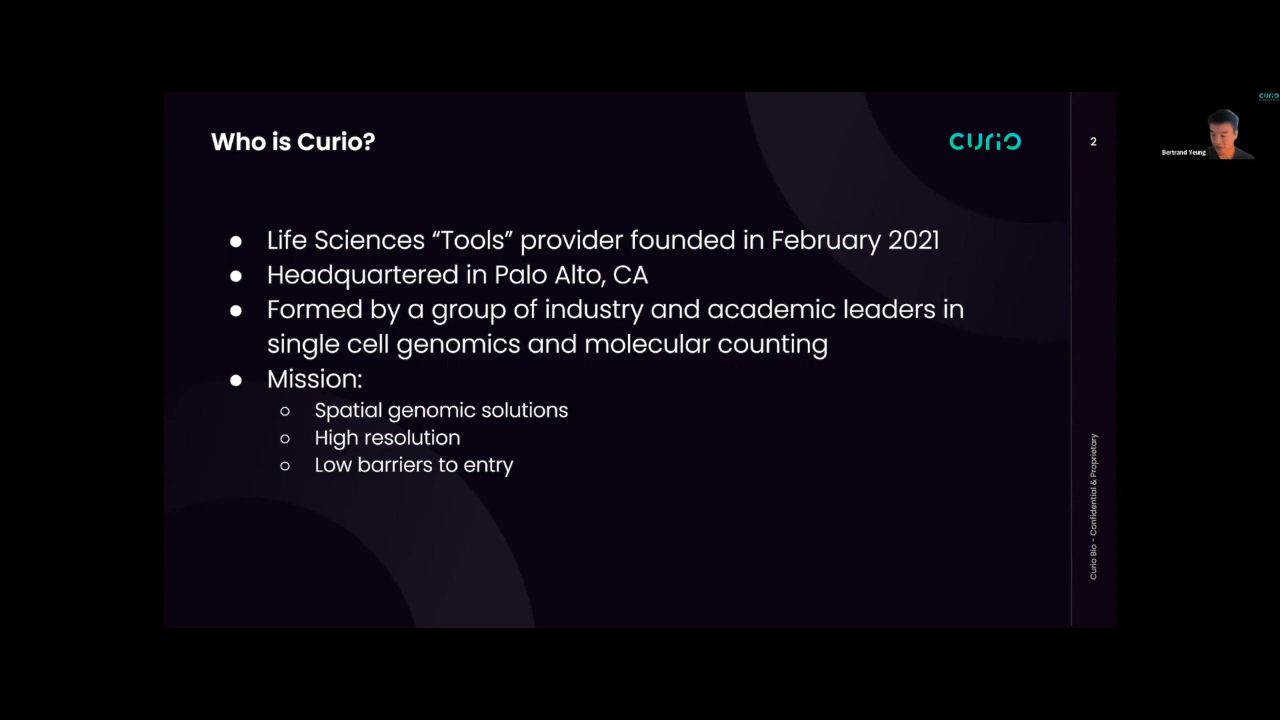 Who is Curio?
curio
2
● Life Sciences “Tools” provider founded in February 2021
● Headquartered in Palo Alto, CA
● Formed by a group of industry and academic leaders in
single cell genomics and molecular counting
● Mission:
○ Spatial genomic solutions
○ High resolution
○ Low barriers to entry
Curio Bio - Confidential & Proprietary
curio
Bertrand Yeung